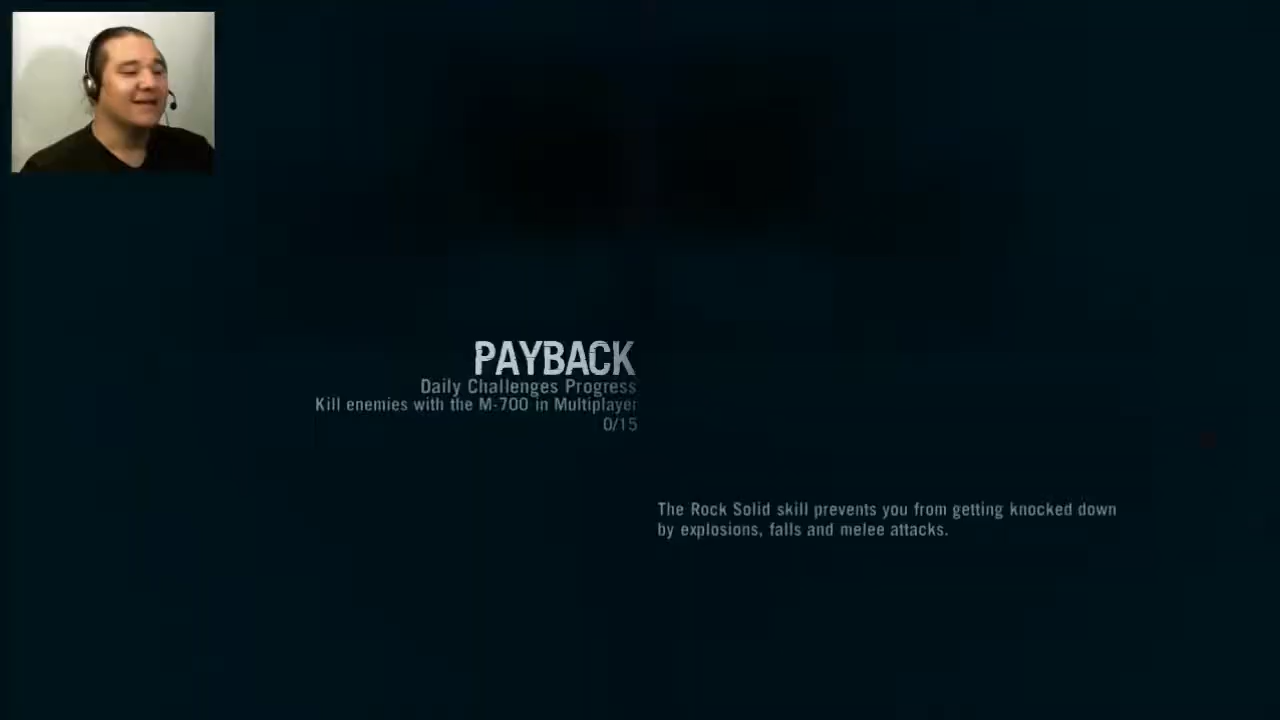 PAYBACK
Daily Challenges Progress
Kill enemies with the M-700 in Multiplayer
0/15
The Rock Solid skill prevents you from getting knocked down
by explosions, falls and melee attacks.